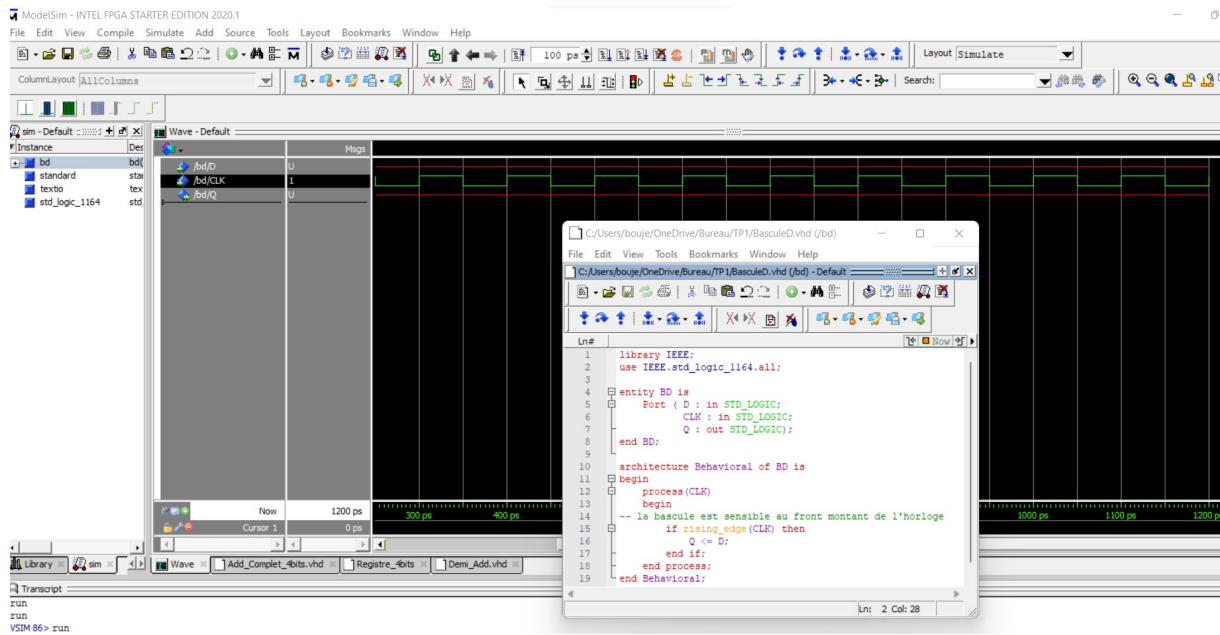 ModelSim - INTEL FPGA STARTER EDITION 2020.1
File Edit View Compile Simulate Add Source Tools Layout Bookmarks Window Help
100 ps
Layout Simulate
ColumnLayout AllColumns
Search:
sim - Default
Wave - Default
Instance Des
Msgs
bd bd(
standard sta
textio tex
std_logic_1164 std_
/bd/D U
/bd/CLK 1
/bd/Q U
C:/Users/bouje/OneDrive/Bureau/TP1/BasculeD.vhd (/bd)
File Edit View Tools Bookmarks Window Help
C:/Users/bouje/OneDrive/Bureau/TP1/BasculeD.vhd (/bd) - Default
Ln# Now
1 library IEEE;
2 use IEEE.std_logic_1164.all;
3
4 entity BD is
5 Port ( D : in STD_LOGIC;
6 CLK : in STD_LOGIC;
7 Q : out STD_LOGIC);
8 end BD;
9
10 architecture Behavioral of BD is
11 begin
12 process(CLK)
13 begin
14 -- la bascule est sensible au front montant de l'horloge
15 if rising_edge(CLK) then
16 Q <= D;
17 end if;
18 end process;
19 end Behavioral;
Ln: 2 Col: 28
Now 1200 ps
Cursor 1 0 ps
300 ps 400 ps 1000 ps 1100 ps 1200 p
Library sim Wave Add_Complet_4bits.vhd Registre_4bits Demi_Add.vhd
Transcript
run
run
VSIM 86> run